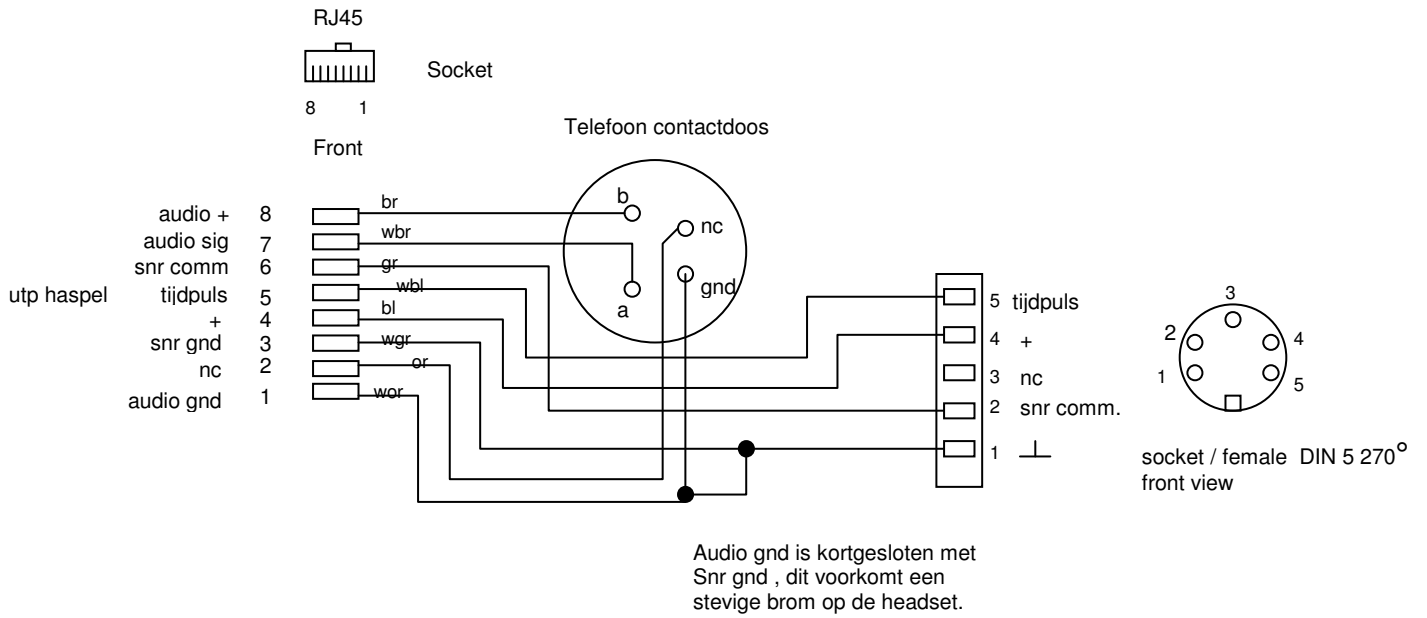 RJ45
Socket
8 1
Front
Telefoon contactdoos
b
nc
a
gnd
utp haspel
audio + 8 br
audio sig 7 wbr
snr comm 6 gr
tijdpuls 5 wbl
+ 4 bl
snr gnd 3 wgr
nc 2 or
audio gnd 1 wor
5 tijdpuls
4 +
3 nc
2 snr comm.
1
3
2 4
1 5
socket / female DIN 5 270°
front view
Audio gnd is kortgesloten met
Snr gnd , dit voorkomt een
stevige brom op de headset.